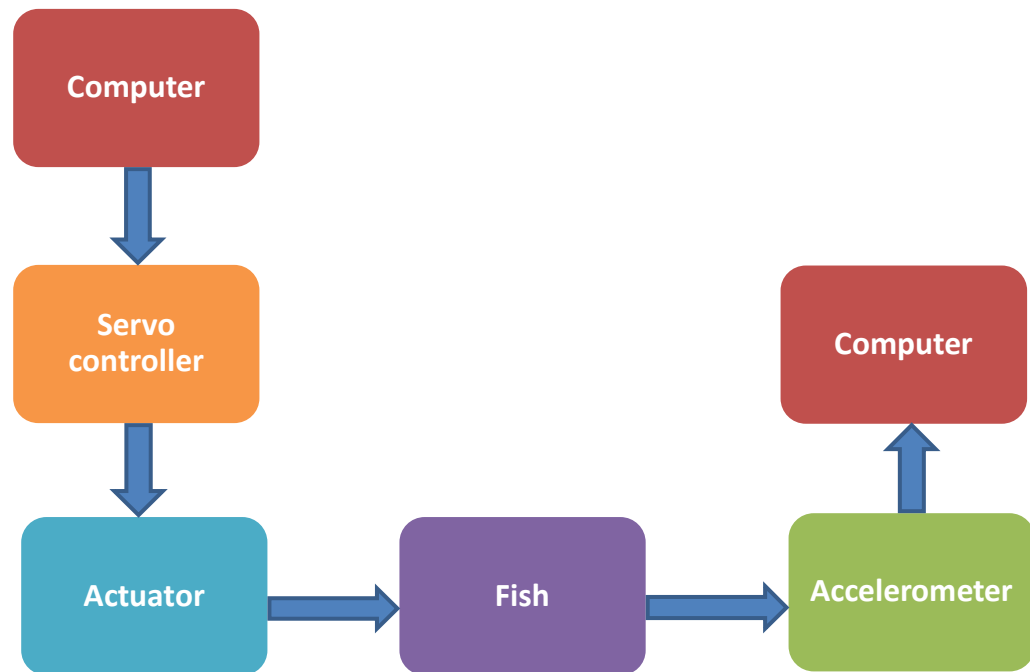 Computer
Servo
controller
Computer
Actuator
Fish
Accelerometer